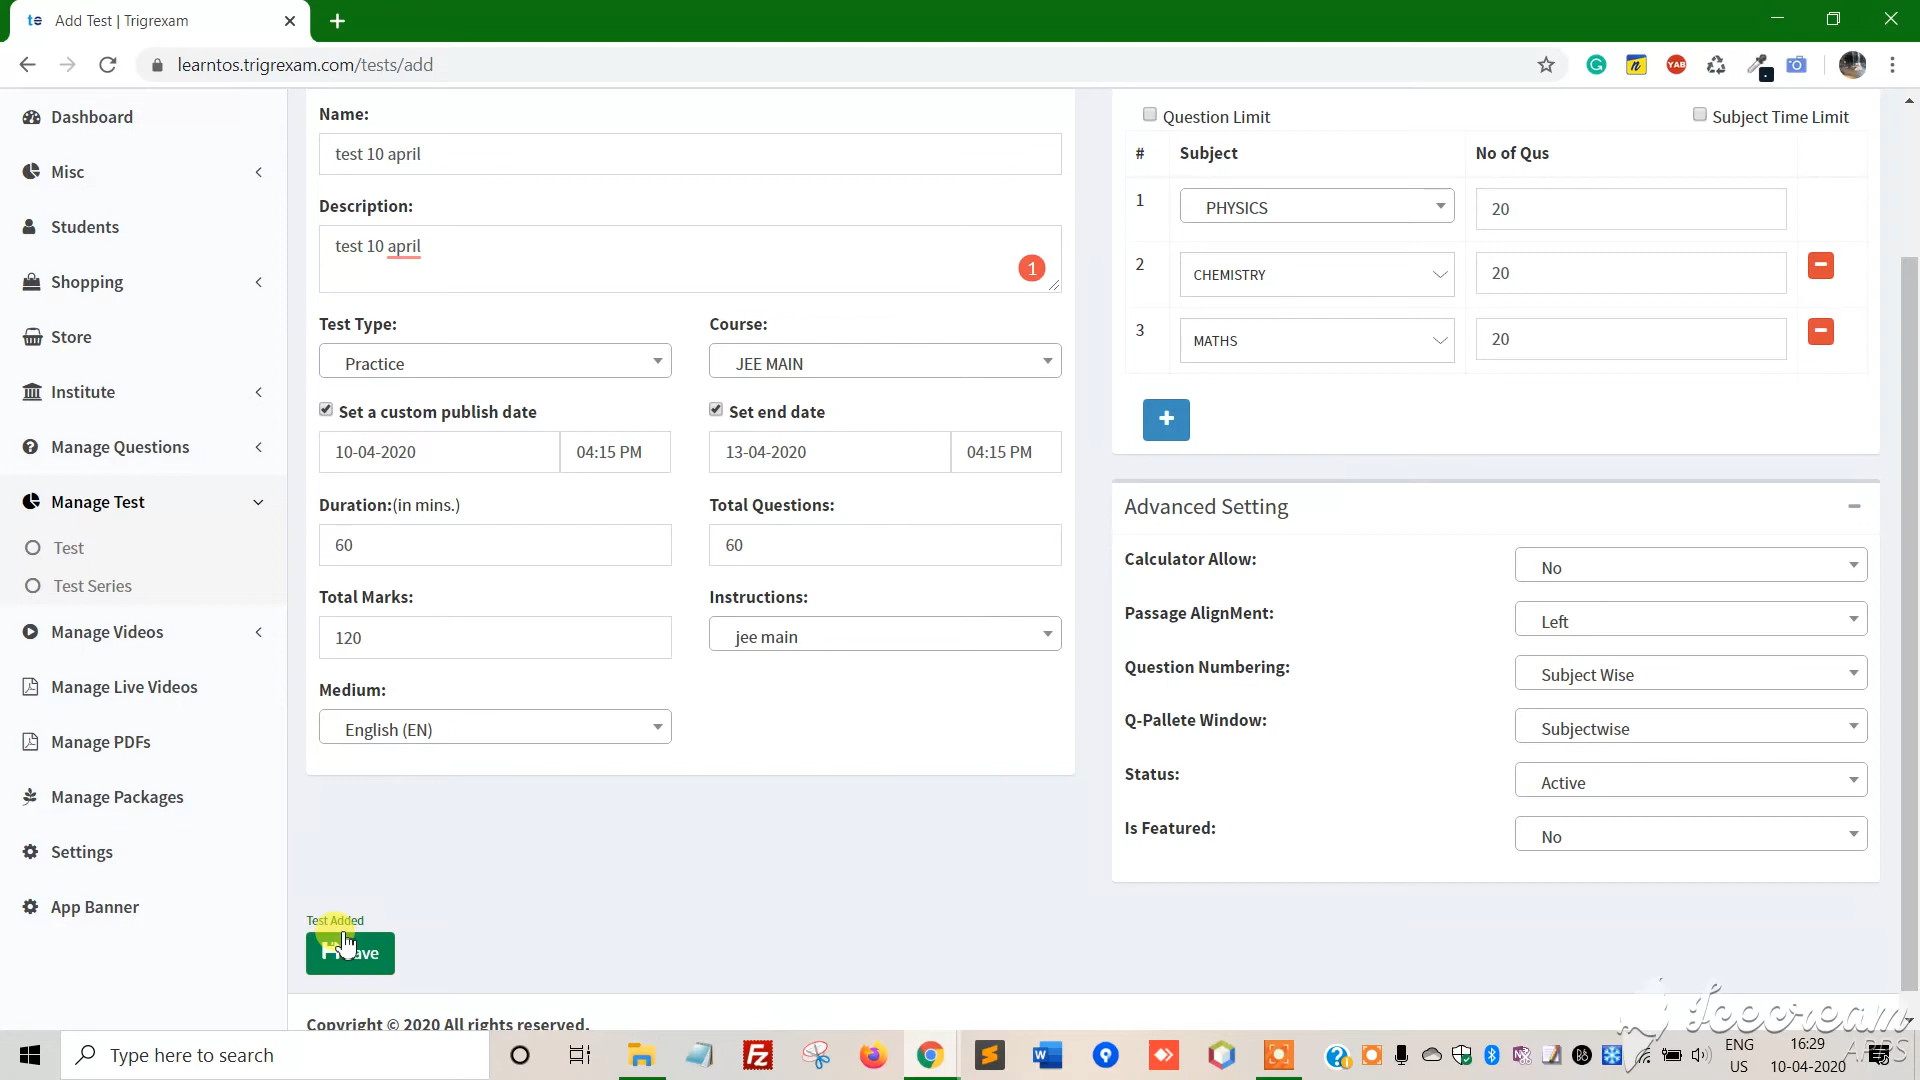 te Add Test | Trigrexam
learntos.trigrexam.com/tests/add
YAB
Dashboard
Misc
Students
Shopping
Store
Institute
Manage Questions
Manage Test
Test
Test Series
Manage Videos
Manage Live Videos
Manage PDFs
Manage Packages
Settings
App Banner
Name:
test 10 april
Description:
test 10 april
1
Test Type: Course:
Practice JEE MAIN
Set a custom publish date Set end date
10-04-2020 04:15 PM 13-04-2020 04:15 PM
Duration:(in mins.) Total Questions:
60 60
Total Marks: Instructions:
120 jee main
Medium:
English (EN)
Test Added
Save
Question Limit Subject Time Limit
# Subject No of Qus
1 PHYSICS 20
2 CHEMISTRY 20
3 MATHS 20
Advanced Setting
Calculator Allow: No
Passage AlignMent: Left
Question Numbering: Subject Wise
Q-Pallete Window: Subjectwise
Status: Active
Is Featured: No
Copyright © 2020 All rights reserved.
Icecream
APPS
Type here to search
ENG
US
16:29
10-04-2020